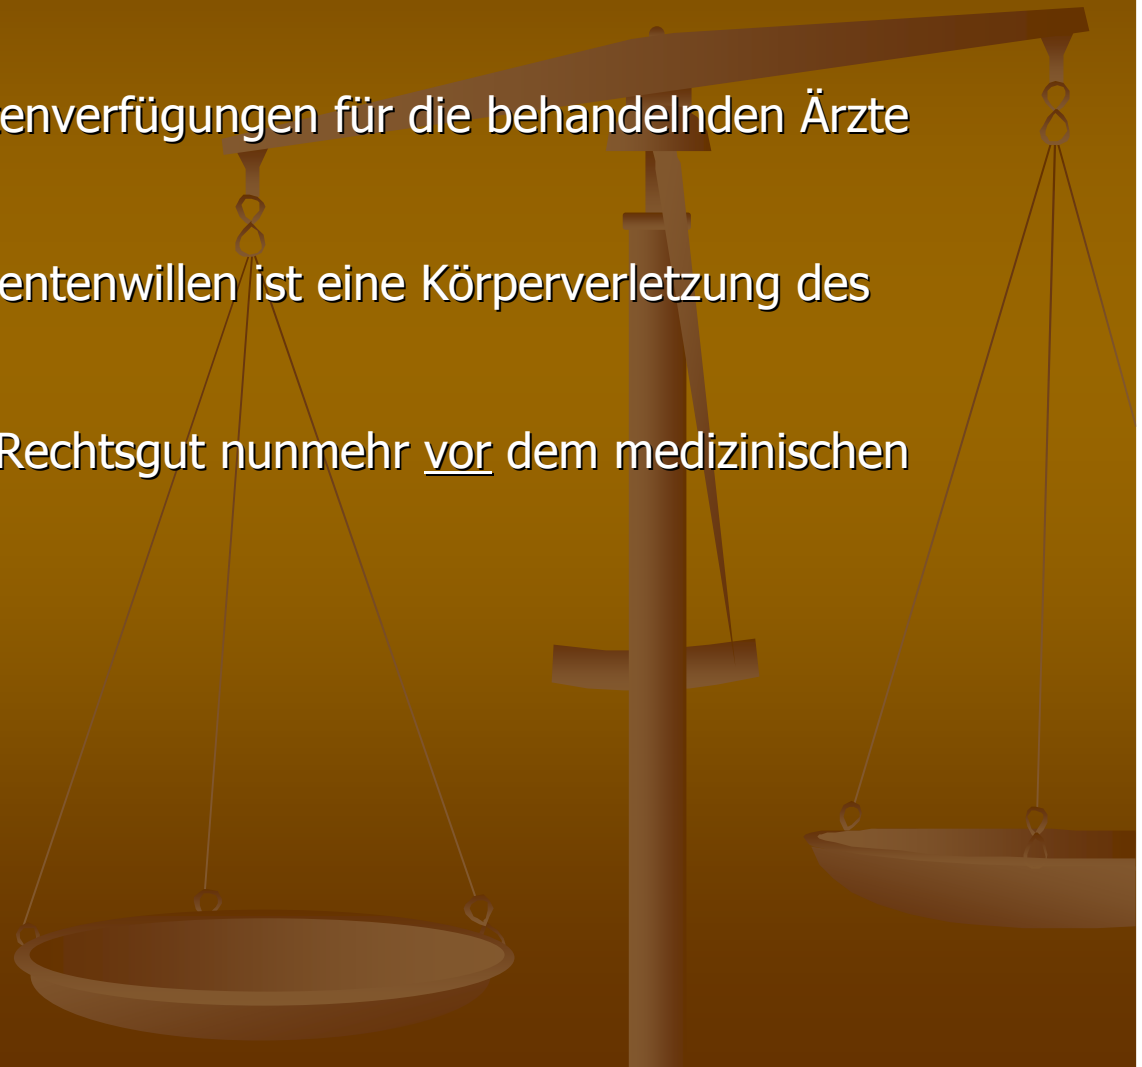 enverfügungen für die behandelnden Ärzte
entenwillen ist eine Körperverletzung des
Rechtsgut nunmehr vor dem medizinischen